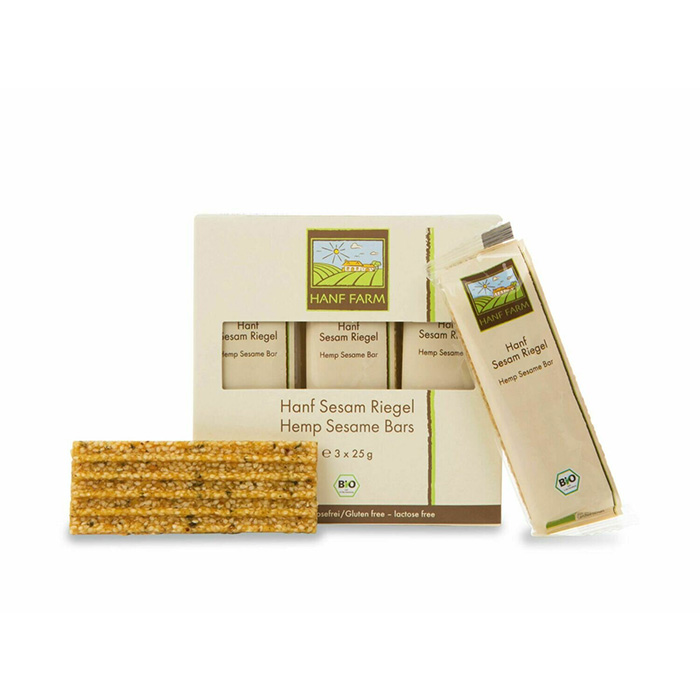 HANF FARM
Hanf
Sesam Riegel
Hemp Sesame Bar
Hanf
Sesam Riegel
Hemp Sesame Bar
Hanf
Sesam Riegel
Hemp Sesame
Hanf Sesam Riegel
Hemp Sesame Bars
℮ 3 x 25 g
BIO
/Gluten free – lactose free
HANF FARM
Hanf
Sesam Riegel
Hemp Sesame Bar
BIO